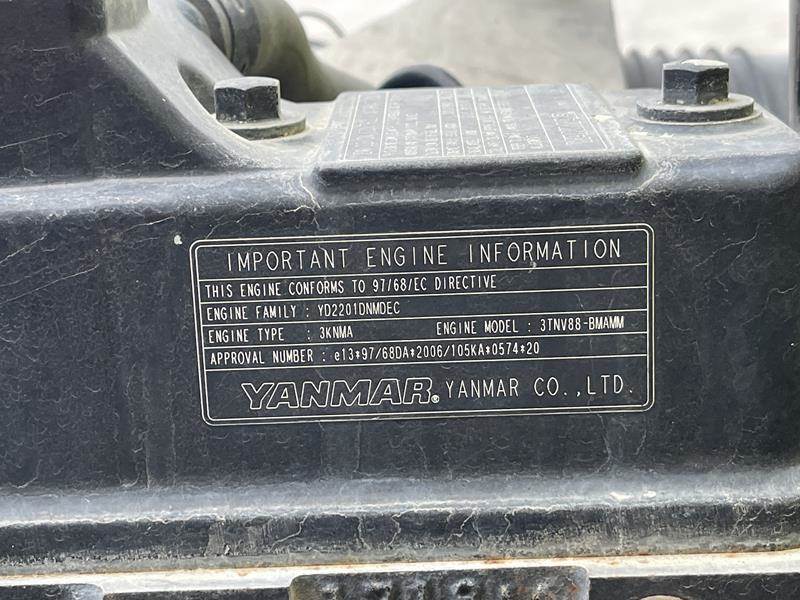 IMPORTANT ENGINE INFORMATION
THIS ENGINE CONFORMS TO 97/68/EC DIRECTIVE
ENGINE FAMILY : YD2201DNMDEC
ENGINE TYPE : 3KNMA ENGINE MODEL : 3TNV88-BMAMM
APPROVAL NUMBER : e13*97/68DA*2006/105KA*0574*20
YANMAR® YANMAR CO.,LTD.